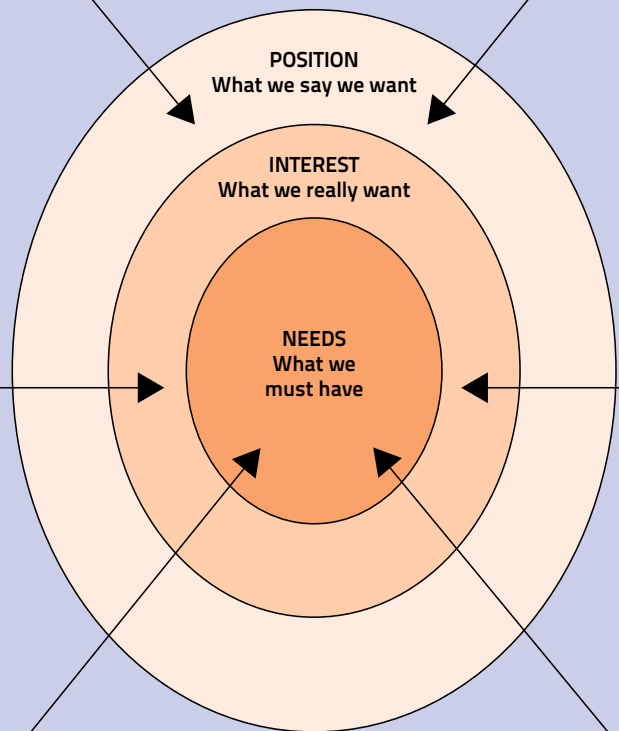 POSITION
What we say we want
INTEREST
What we really want
NEEDS
What we
must have